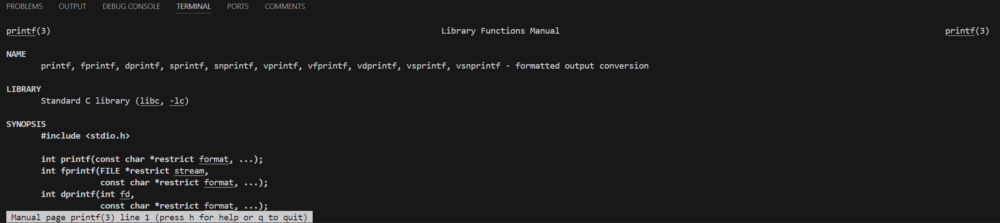 PROBLEMS OUTPUT DEBUG CONSOLE TERMINAL PORTS COMMENTS
printf(3) Library Functions Manual printf(3)
NAME
printf, fprintf, dprintf, sprintf, snprintf, vprintf, vfprintf, vdprintf, vsprintf, vsnprintf - formatted output conversion
LIBRARY
Standard C library (libc, -lc)
SYNOPSIS
#include <stdio.h>
int printf(const char *restrict format, ...);
int fprintf(FILE *restrict stream,
const char *restrict format, ...);
int dprintf(int fd,
const char *restrict format, ...);
Manual page printf(3) line 1 (press h for help or q to quit)